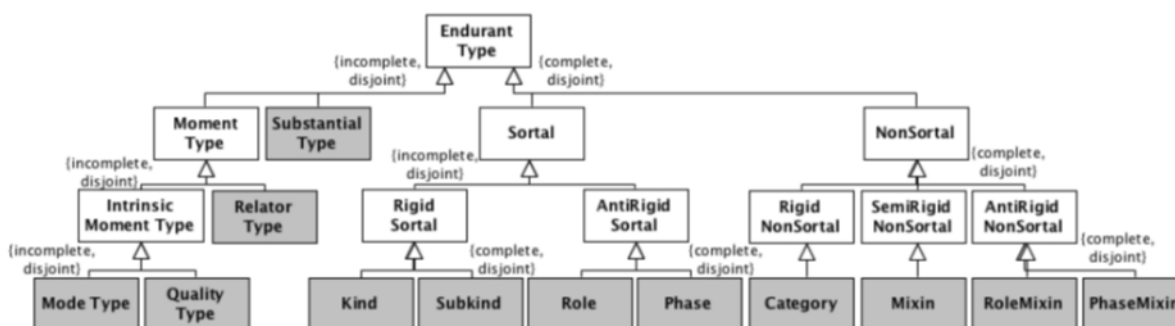 Endurant
Type
{incomplete,
disjoint}
{complete,
disjoint}
Moment
Type
Substantial
Type
Sortal
NonSortal
{incomplete,
disjoint}
{incomplete,
disjoint}
{complete,
disjoint}
Intrinsic
Moment Type
Relator
Type
Rigid
Sortal
AntiRigid
Sortal
Rigid
NonSortal
SemiRigid
NonSortal
AntiRigid
NonSortal
{incomplete,
disjoint}
{complete,
disjoint}
{complete,
disjoint}
{complete,
disjoint}
Mode Type
Quality
Type
Kind
Subkind
Role
Phase
Category
Mixin
RoleMixin
PhaseMixin